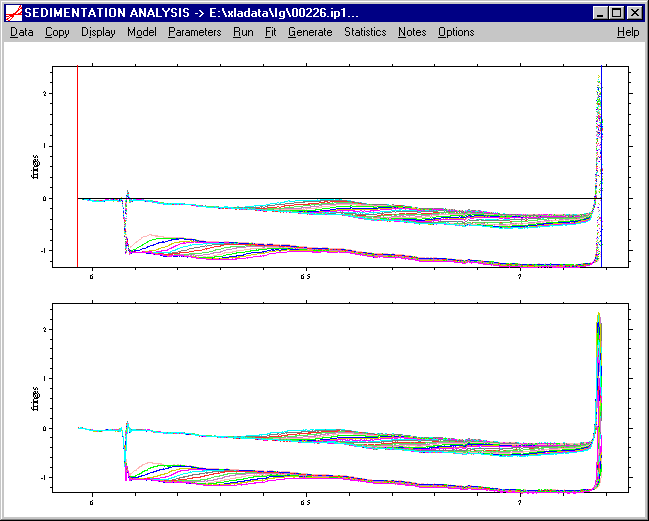 SEDIMENTATION ANALYSIS -> E:\xladata\Ig\00226.ip1...
Data Copy Display Model Parameters Run Fit Generate Statistics Notes Options Help
2
1
0
-1
fringes
6 6.5 7
2
1
0
-1
fringes
6 6.5 7